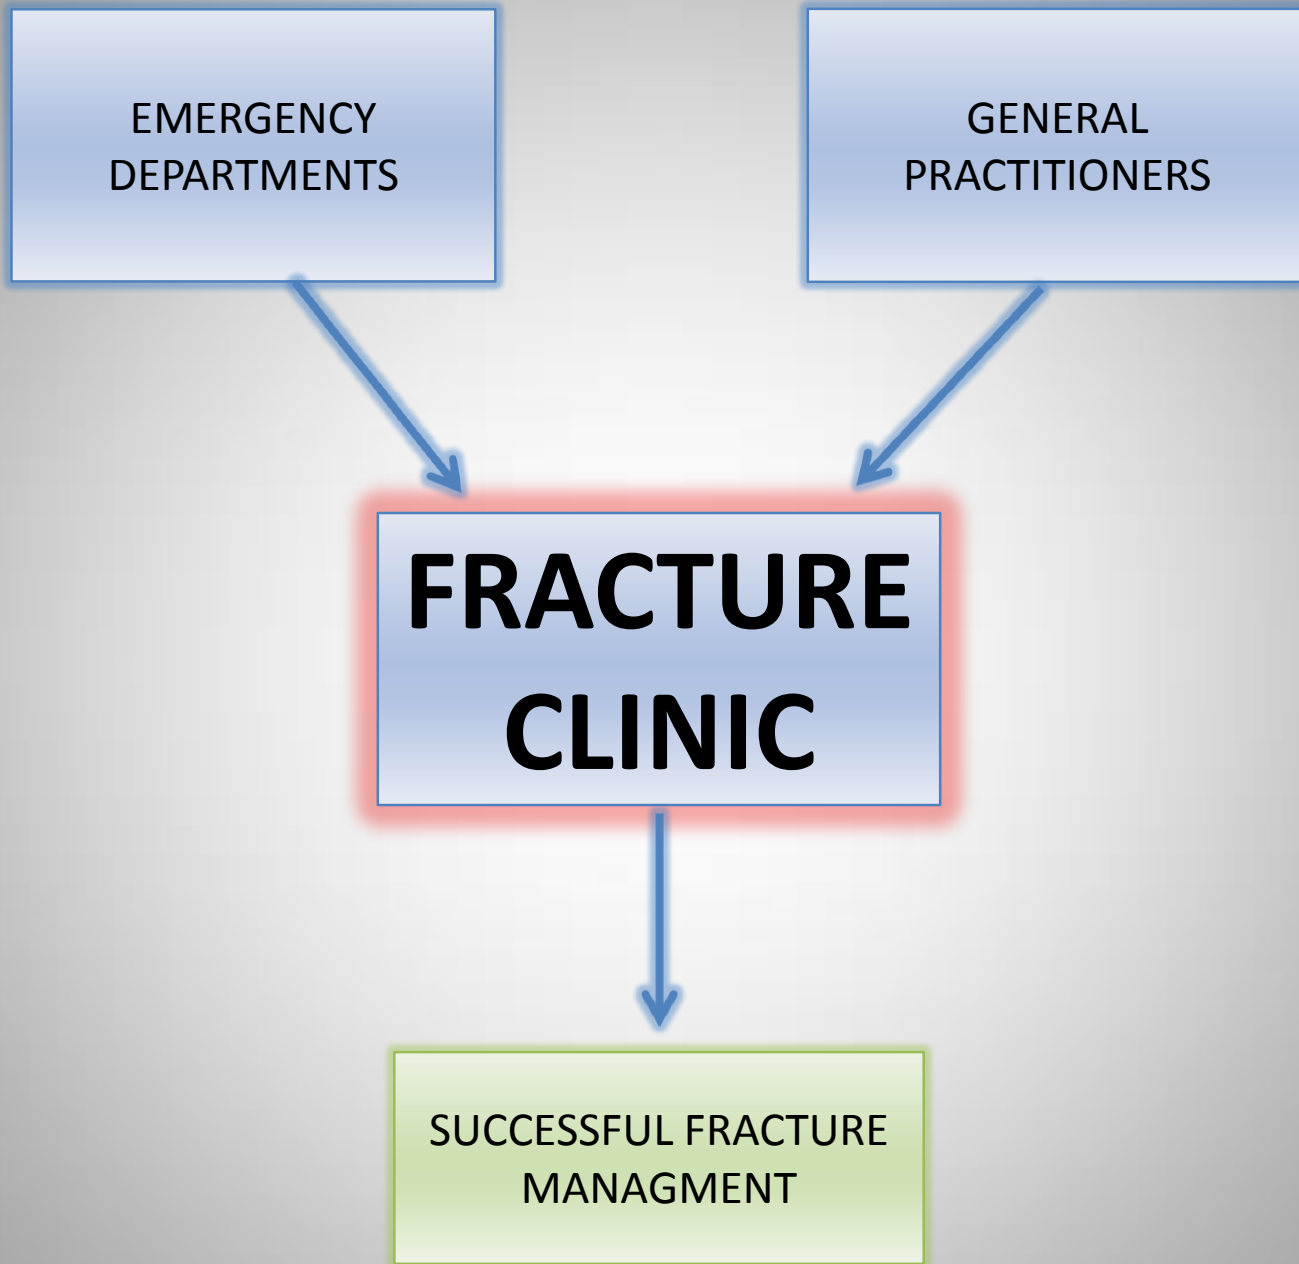 EMERGENCY
DEPARTMENTS
GENERAL
PRACTITIONERS
FRACTURE
CLINIC
SUCCESSFUL FRACTURE
MANAGMENT